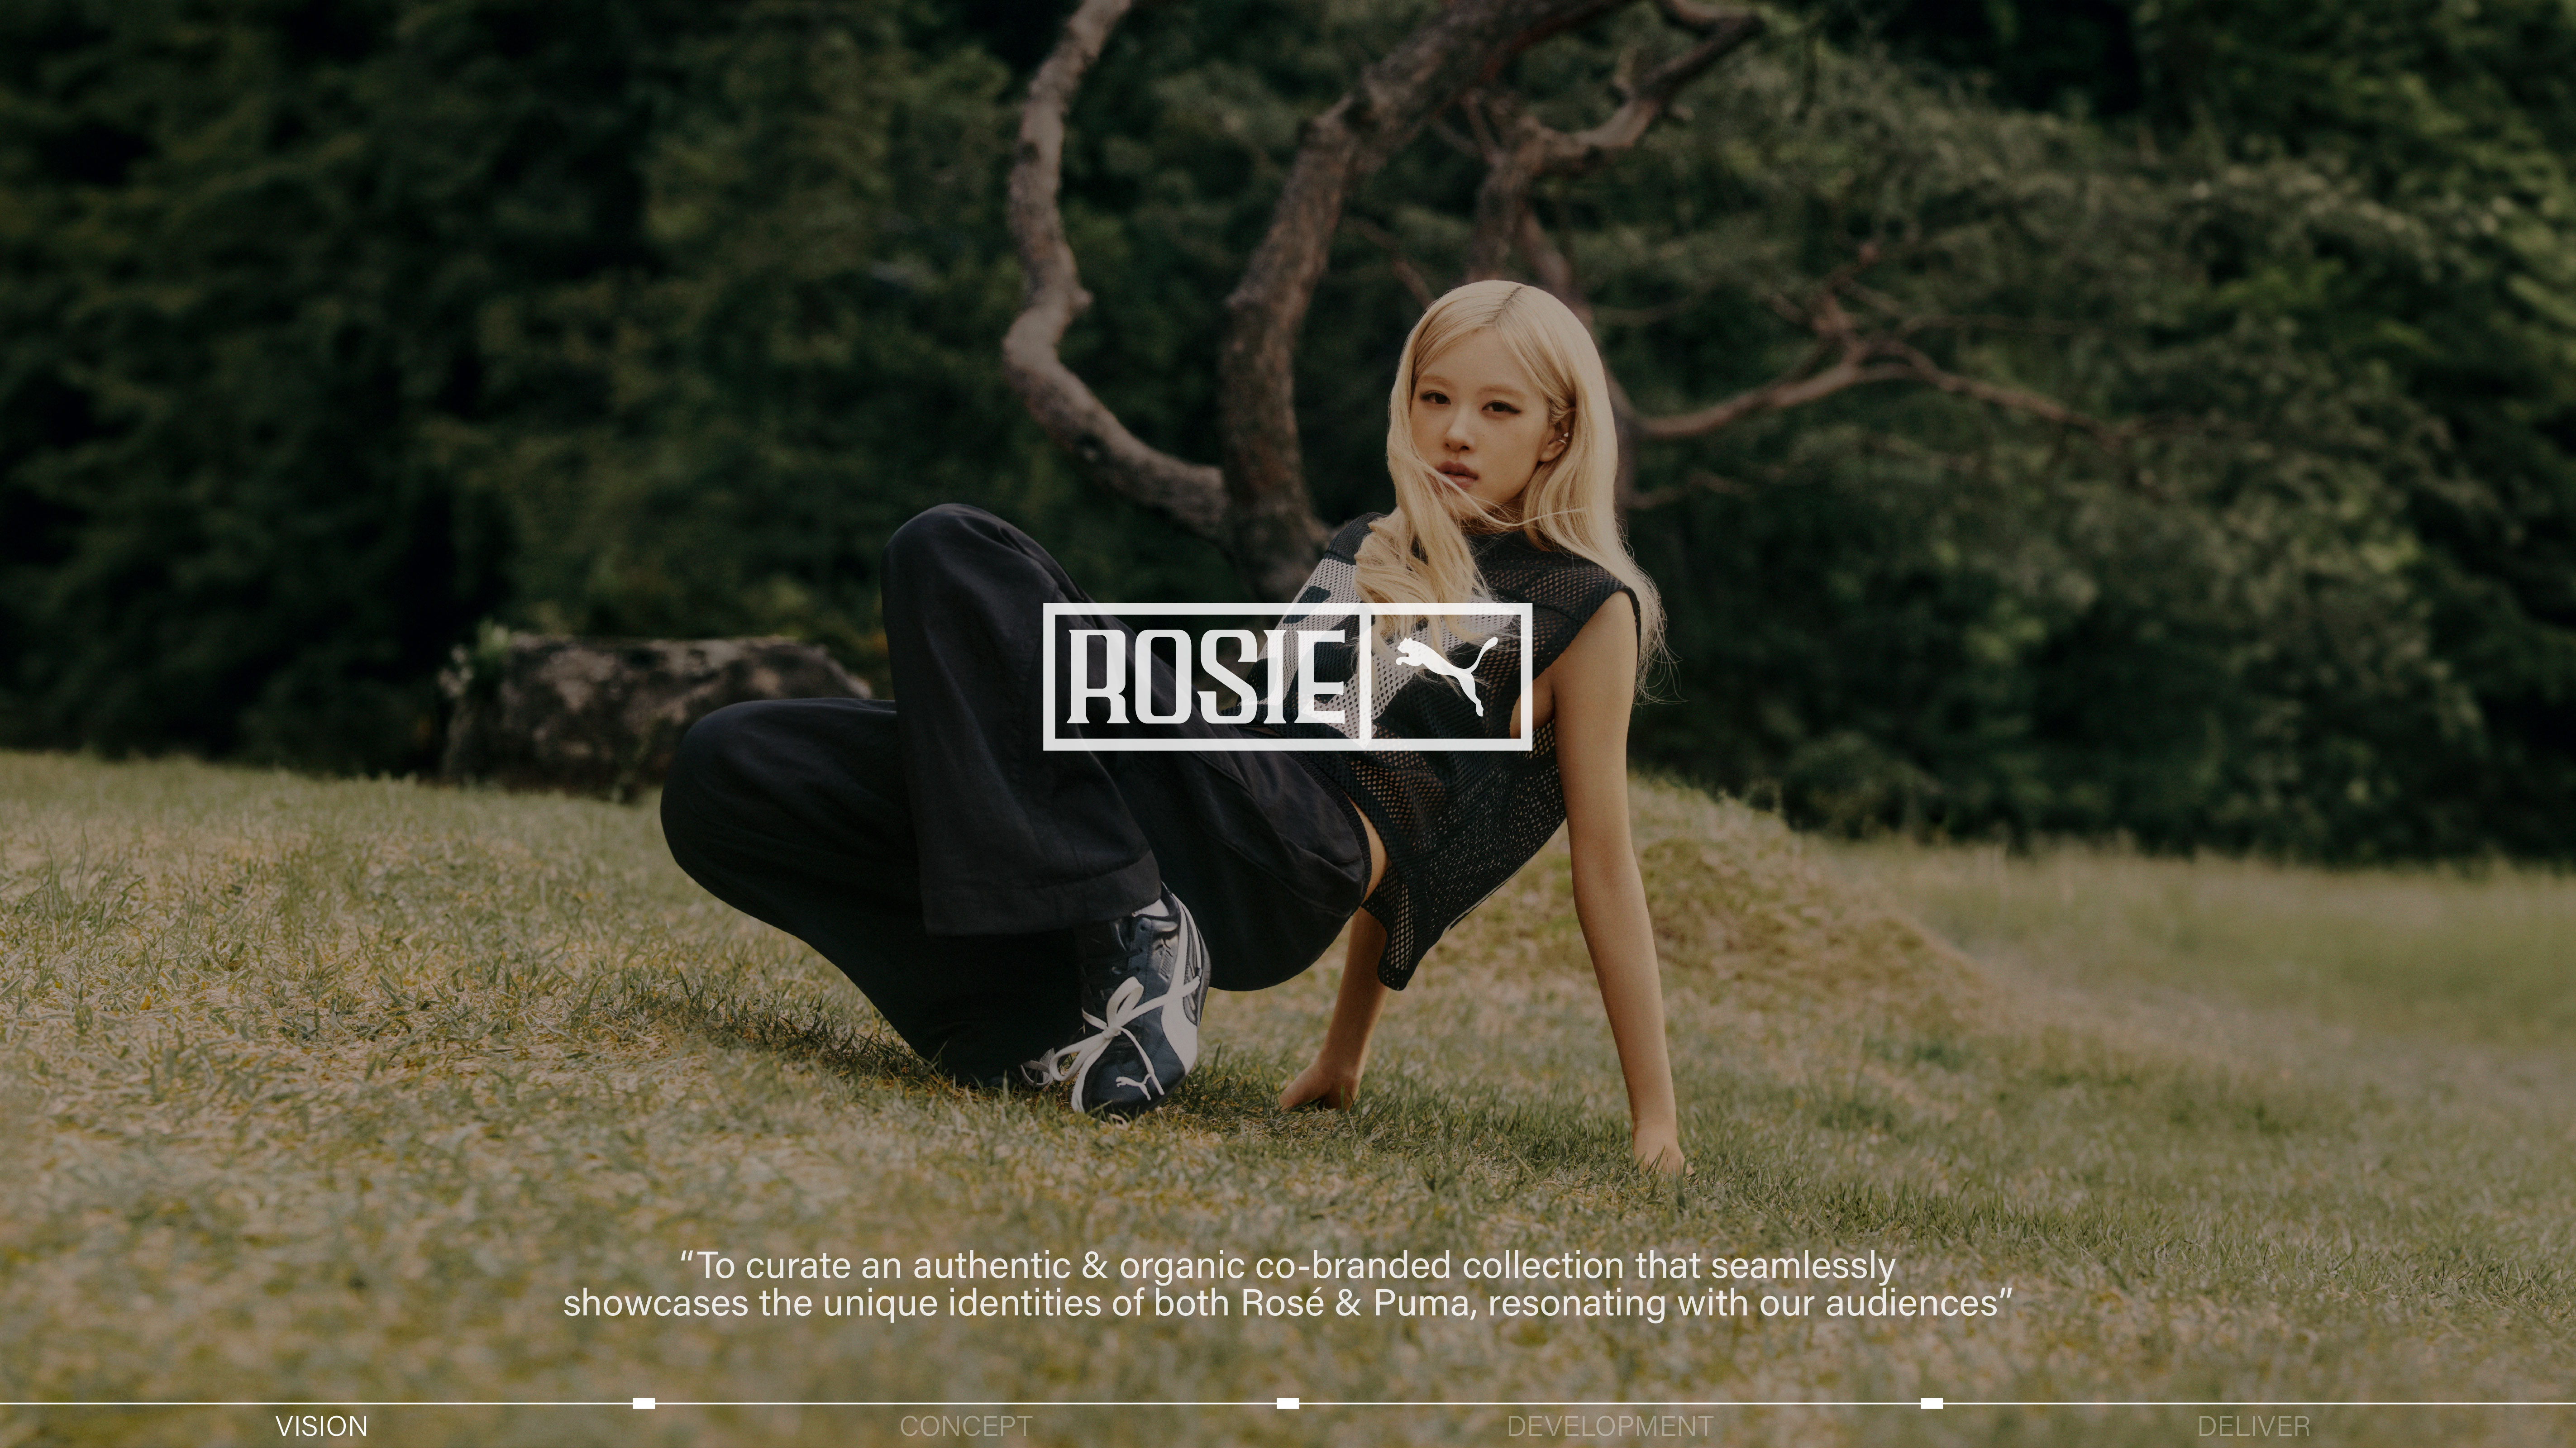 ROSIE
“To curate an authentic & organic co-branded collection that seamlessly
showcases the unique identities of both Rosé & Puma, resonating with our audiences”
VISION
CONCEPT
DEVELOPMENT
DELIVER